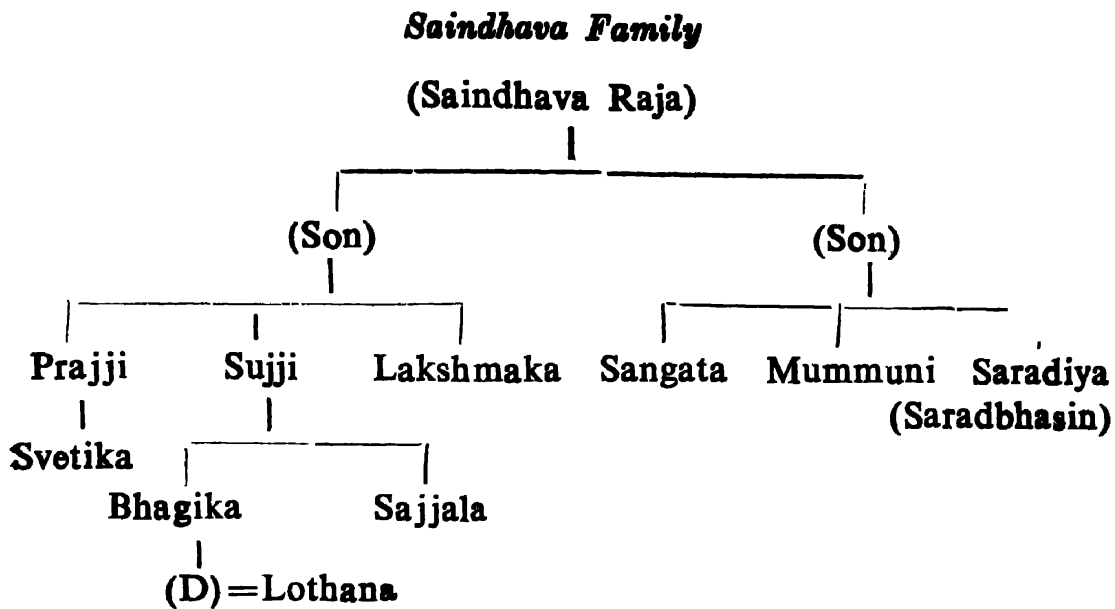 Saindhava Family
(Saindhava Raja)
(Son) (Son)
Prajji Sujji Lakshmaka Sangata Mummuni Saradiya
(Saradbhasin)
Svetika
Bhagika Sajjala
(D)=Lothana